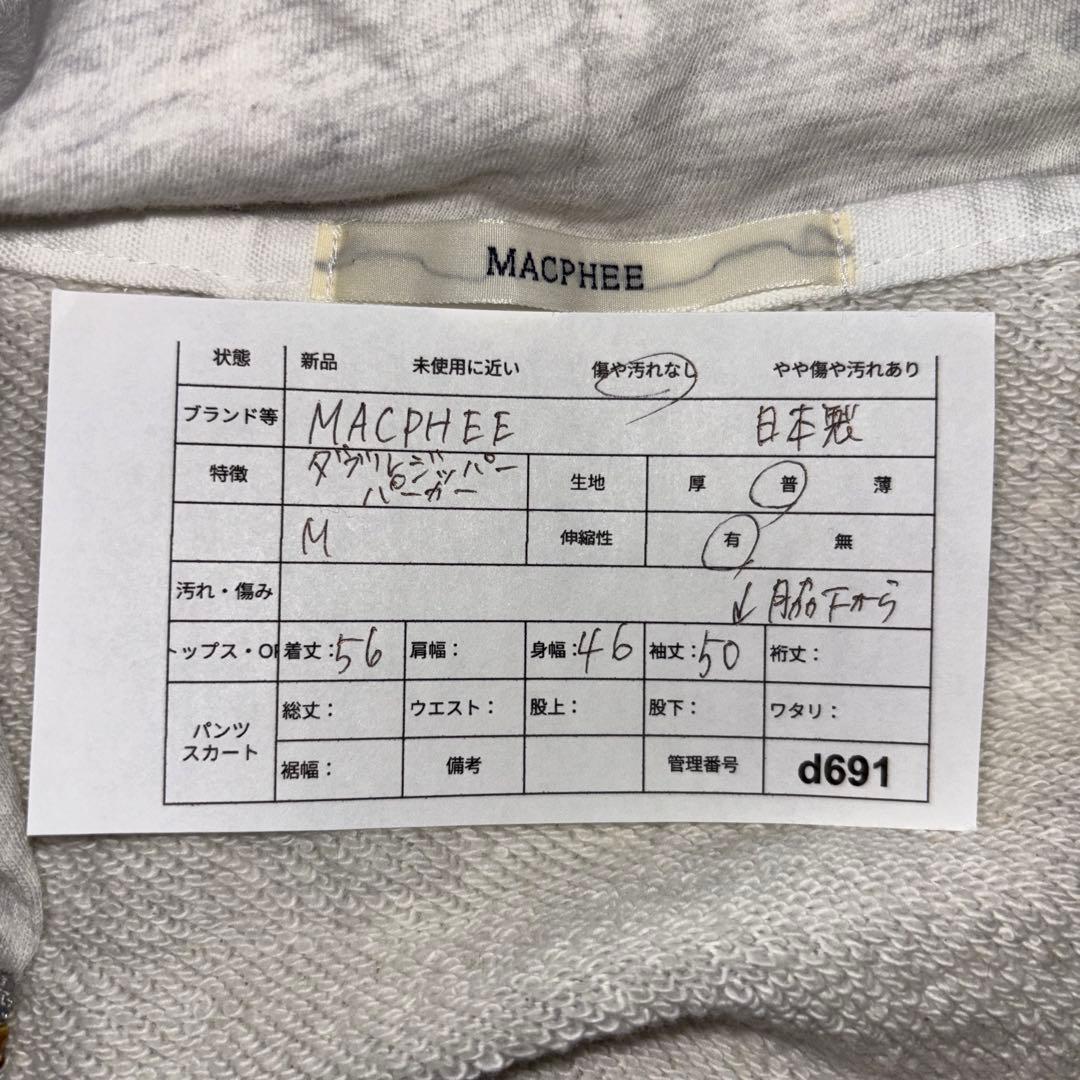 MACPHEE
状態 新品 未使用に近い 傷や汚れなし やや傷や汚れあり
ブランド等 MACPHEE 日本製
特徴 ダブルジッパー 生地 厚 普 薄
パーカー
M 伸縮性 有 無
汚れ・傷み ↓脇下から
トップス・OP 着丈:56 肩幅: 身幅:46 袖丈:50 裄丈:
パンツ 総丈: ウエスト: 股上: 股下: ワタリ:
スカート 裾幅: 備考 管理番号 d691